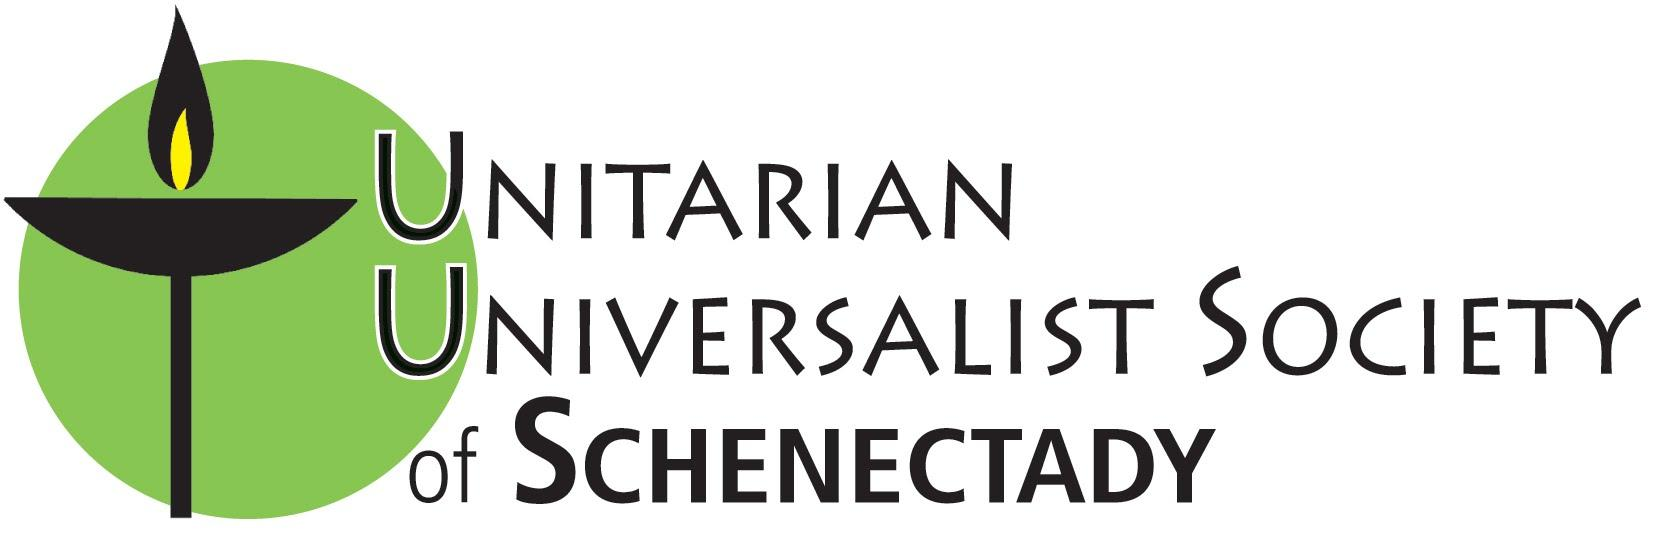 UNITARIAN
UNIVERSALIST SOCIETY
of SCHENECTADY